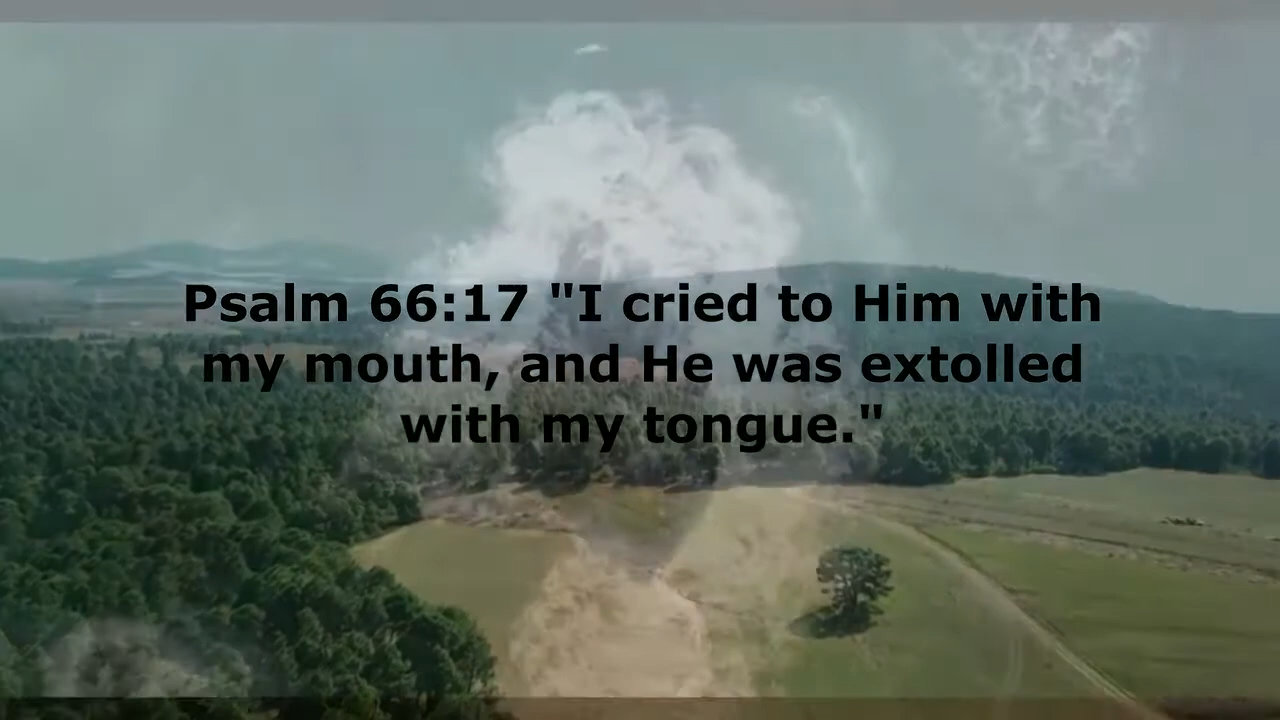 Psalm 66:17 "I cried to Him with
my mouth, and He was extolled
with my tongue."